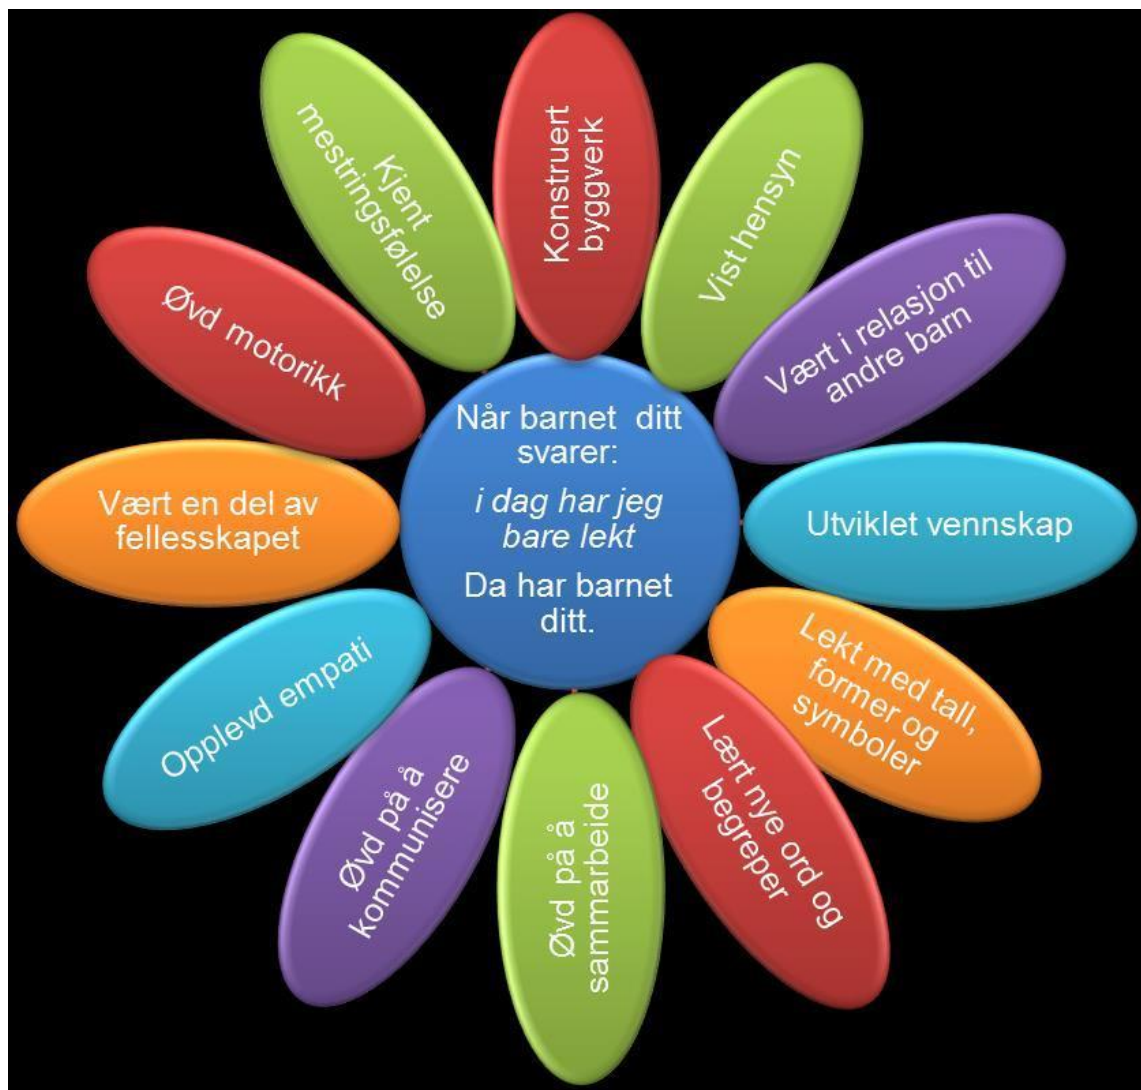 Når barnet ditt
svarer:
i dag har jeg
bare lekt
Da har barnet
ditt.
Konstruert
byggverk
Vist hensyn
Vært i relasjon til
andre barn
Utviklet vennskap
Lekt med tall,
former og
symboler
Lært nye ord og
begreper
Øvd på å
sammarbeide
Øvd på å
kommunisere
Opplevd empati
Vært en del av
fellesskapet
Øvd motorikk
Kjent
mestringsfølelse